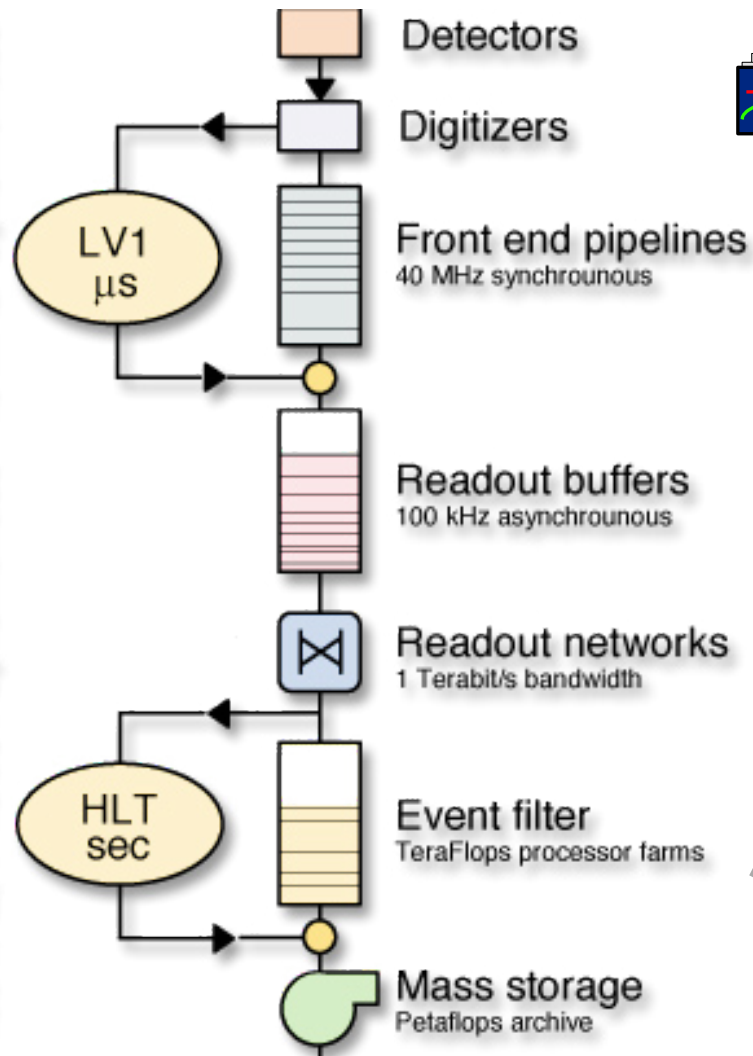 Detectors
Digitizers
LV1
µs
Front end pipelines
40 MHz synchrounous
Readout buffers
100 kHz asynchrounous
Readout networks
1 Terabit/s bandwidth
HLT
sec
Event filter
TeraFlops processor farms
Mass storage
Petaflops archive